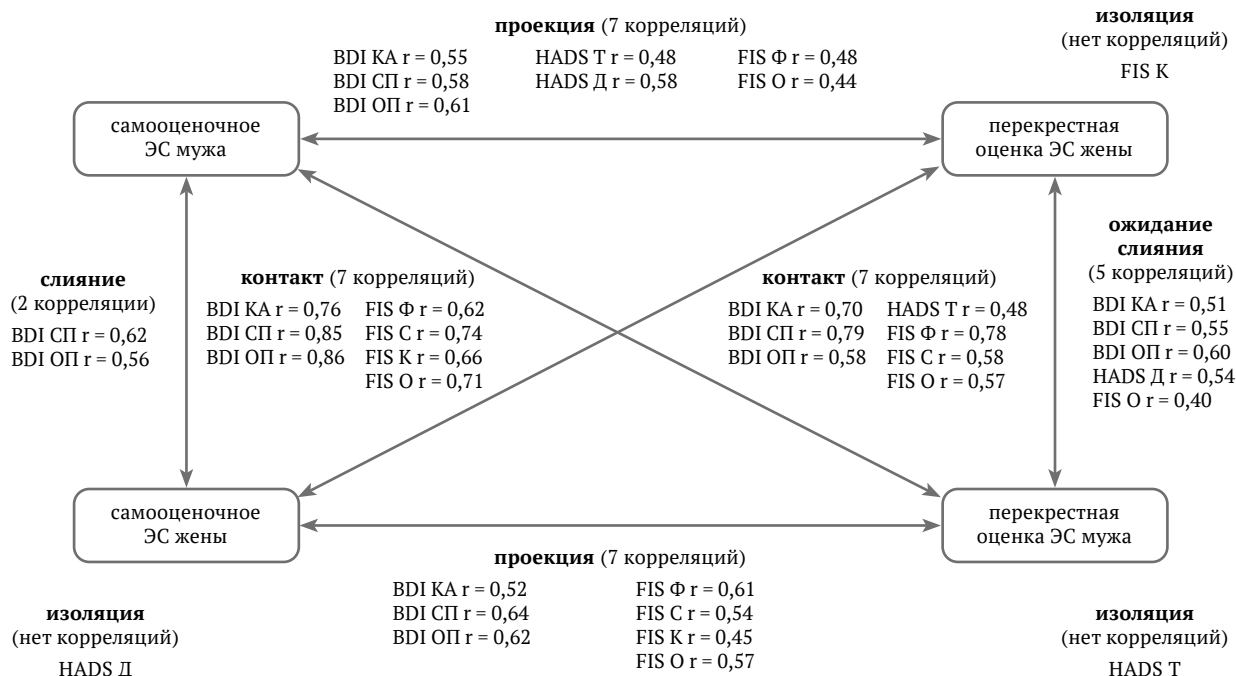 проекция (7 корреляций)
BDI КА r = 0,55
BDI СП r = 0,58
BDI ОП r = 0,61
HADS Т r = 0,48
HADS Д r = 0,58
FIS Ф r = 0,48
FIS О r = 0,44
изоляция
(нет корреляций)
FIS К
самооценочное
ЭС мужа
перекрестная
оценка ЭС жены
слияние
(2 корреляции)
BDI СП r = 0,62
BDI ОП r = 0,56
контакт (7 корреляций)
BDI КА r = 0,76
BDI СП r = 0,85
BDI ОП r = 0,86
FIS Ф r = 0,62
FIS С r = 0,74
FIS К r = 0,66
FIS О r = 0,71
контакт (7 корреляций)
BDI КА r = 0,70
BDI СП r = 0,79
BDI ОП r = 0,58
HADS Т r = 0,48
FIS Ф r = 0,78
FIS С r = 0,58
FIS О r = 0,57
ожидание
слияния
(5 корреляций)
BDI КА r = 0,51
BDI СП r = 0,55
BDI ОП r = 0,60
HADS Д r = 0,54
FIS О r = 0,40
самооценочное
ЭС жены
перекрестная
оценка ЭС мужа
проекция (7 корреляций)
BDI КА r = 0,52
BDI СП r = 0,64
BDI ОП r = 0,62
FIS Ф r = 0,61
FIS С r = 0,54
FIS К r = 0,45
FIS О r = 0,57
изоляция
(нет корреляций)
HADS Д
изоляция
(нет корреляций)
HADS Т